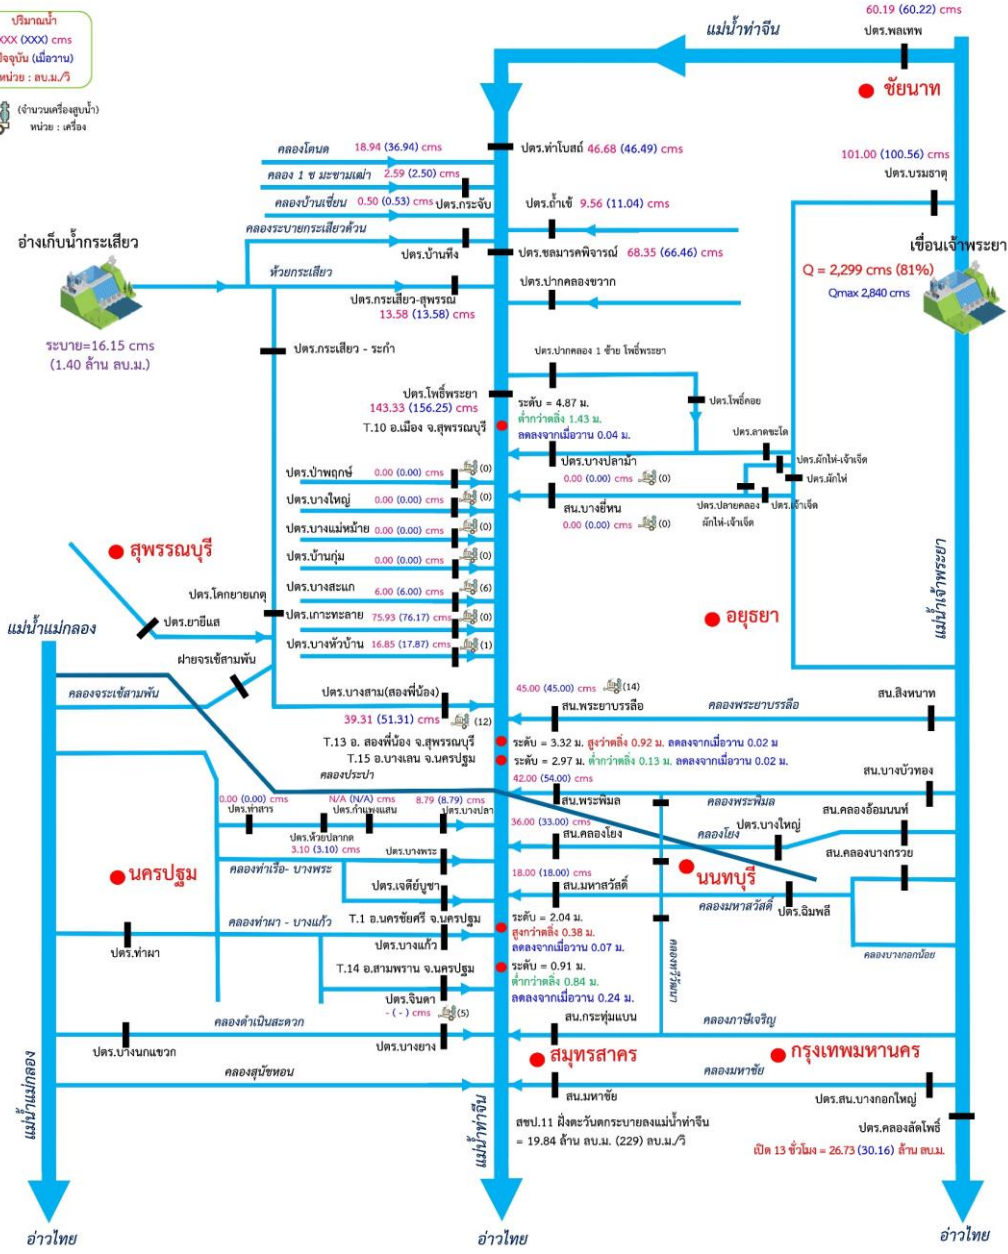 ปริมาณน้ำ
XXX (XXX) cms
ปัจจุบัน (เมื่อวาน)
หน่วย : ลบ.ม./วิ
(จำนวนเครื่องสูบน้ำ)
หน่วย : เครื่อง
60.19 (60.22) cms
ปตร.พลเทพ
แม่น้ำท่าจีน
ชัยนาท
คลองโดนด 18.94 (36.94) cms
ปตร.ท่าโบสถ์ 46.68 (46.49) cms
101.00 (100.56) cms
ปตร.บรมธาตุ
คลอง 1 ซ มะขามเฒ่า 2.59 (2.50) cms
คลองบ้านเชี่ยน 0.50 (0.53) cms ปตร.กระจับ
ปตร.ถ้ำเข้ 9.56 (11.04) cms
คลองระบายกระเสียวด้วน
ปตร.บ้านทึง
ปตร.ชลมารคพิจารณ์ 68.35 (66.46) cms
อ่างเก็บน้ำกระเสียว
เขื่อนเจ้าพระยา
Q = 2,299 cms (81%)
Qmax 2,840 cms
ห้วยกระเสียว
ปตร.ปากคลองขวาก
ปตร.กระเสียว-สุพรรณ
13.58 (13.58) cms
ระบาย=16.15 cms
(1.40 ล้าน ลบ.ม.)
ปตร.กระเสียว - ระกำ
ปตร.ปากคลอง 1 ซ้าย โพธิ์พระยา
ปตร.โพธิ์พระยา
143.33 (156.25) cms
ปตร.โพธิ์คอย
T.10 อ.เมือง จ.สุพรรณบุรี
ระดับ = 4.87 ม.
ต่ำกว่าตลิ่ง 1.43 ม.
ลดลงจากเมื่อวาน 0.04 ม.
ปตร.ลาดชะโด
ปตร.บางปลาม้า
0.00 (0.00) cms (0)
ปตร.ผักไห่-เจ้าเจ็ด
ปตร.ผักไห่
ปตร.ปลายคลอง
ผักไห่-เจ้าเจ็ด
ปตร.เจ้าเจ็ด
สน.บางยี่หน
0.00 (0.00) cms (0)
ปตร.ป่าพฤกษ์ 0.00 (0.00) cms (0)
ปตร.บางใหญ่ 0.00 (0.00) cms (0)
ปตร.บางแม่หม้าย 0.00 (0.00) cms (0)
ปตร.บ้านกุ่ม 0.00 (0.00) cms (0)
ปตร.บางสะแก 6.00 (6.00) cms (6)
ปตร.เกาะทะลาย 75.93 (76.17) cms (0)
ปตร.บางหัวบ้าน 16.85 (17.87) cms (1)
สุพรรณบุรี
ปตร.โคกยายเกตุ
ปตร.ยายีแส
แม่น้ำแม่กลอง
ฝายจรเข้สามพัน
คลองจระเข้สามพัน
อยุธยา
แม่น้ำเจ้าพระยา
ปตร.บางสาม(สองพี่น้อง)
39.31 (51.31) cms (12)
45.00 (45.00) cms (14)
สน.พระยาบรรลือ
คลองพระยาบรรลือ
สน.สิงหนาท
T.13 อ. สองพี่น้อง จ.สุพรรณบุรี
ระดับ = 3.32 ม. สูงว่าตลิ่ง 0.92 ม. ลดลงจากเมื่อวาน 0.02 ม
T.15 อ.บางเลน จ.นครปฐม
ระดับ = 2.97 ม. ต่ำกว่าตลิ่ง 0.13 ม. ลดลงจากเมื่อวาน 0.02 ม.
คลองประปา
42.00 (54.00) cms
สน.พระพิมล
คลองพระพิมล
สน.บางบัวทอง
0.00 (0.00) cms
ปตร.ท่าสาร
N/A (N/A) cms
ปตร.กำแพงแสน
8.79 (8.79) cms
ปตร.บางปลา
ปตร.ห้วยปลากด
3.10 (3.10) cms
36.00 (33.00) cms
สน.คลองโยง
คลองโยง
ปตร.บางใหญ่
สน.คลองอ้อมนนท์
สน.คลองบางกรวย
ปตร.บางพระ
คลองท่าเรือ- บางพระ
นครปฐม
ปตร.เจดีย์บูชา
18.00 (18.00) cms
สน.มหาสวัสดิ์
นนทบุรี
คลองมหาสวัสดิ์
ปตร.ฉิมพลี
คลองบางกอกน้อย
คลองท่าผา - บางแก้ว
ปตร.ท่าผา
T.1 อ.นครชัยศรี จ.นครปฐม
ระดับ = 2.04 ม.
สูงกว่าตลิ่ง 0.38 ม.
ลดลงจากเมื่อวาน 0.07 ม.
ปตร.บางแก้ว
T.14 อ.สามพราน จ.นครปฐม
ระดับ = 0.91 ม.
ต่ำกว่าตลิ่ง 0.84 ม.
ลดลงจากเมื่อวาน 0.24 ม.
คลองทวีวัฒนา
ปตร.จินดา
- ( - ) cms (5)
คลองดำเนินสะดวก
ปตร.บางนกแขวก
ปตร.บางยาง
สน.กระทุ่มแบน
คลองภาษีเจริญ
สมุทรสาคร
กรุงเทพมหานคร
คลองสุนัขหอน
คลองมหาชัย
สน.มหาชัย
ปตร.สน.บางกอกใหญ่
แม่น้ำแม่กลอง
แม่น้ำท่าจีน
สชป.11 ฝั่งตะวันตกระบายลงแม่น้ำท่าจีน
= 19.84 ล้าน ลบ.ม. (229) ลบ.ม./วิ
ปตร.คลองลัดโพธิ์
เปิด 13 ชั่วโมง = 26.73 (30.16) ล้าน ลบ.ม.
อ่าวไทย
อ่าวไทย
อ่าวไทย